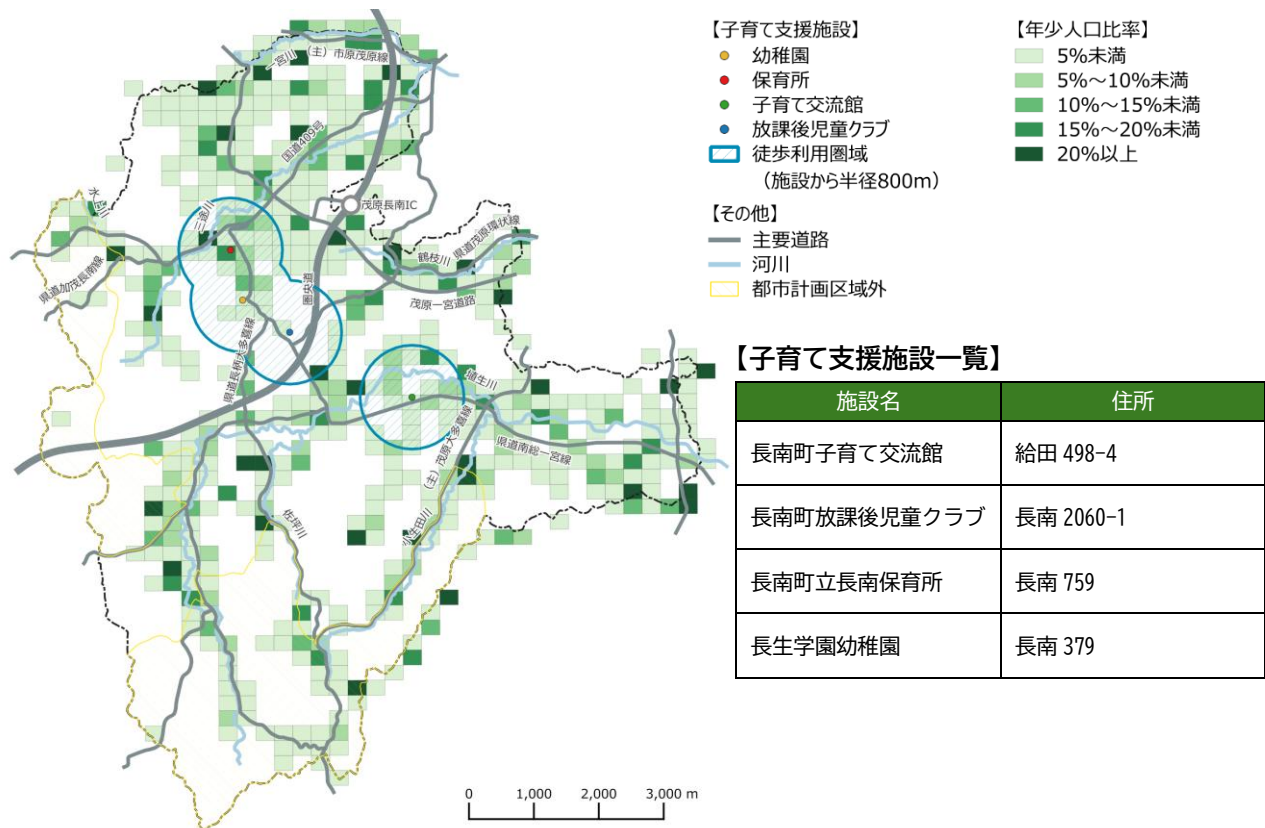 一宮川
(主)市原茂原線
国道409号
三途川
水上川
茂原長南IC
鶴枝川
県道茂原環状線
県道加茂長南線
圏央道
茂原一宮道路
県道長柄大多喜線
埴生川
(主)茂原大多喜線
県道南総一宮線
佐坪川
小生田川
0 1,000 2,000 3,000 m
【子育て支援施設】
幼稚園
保育所
子育て交流館
放課後児童クラブ
徒歩利用圏域
(施設から半径800m)
【その他】
主要道路
河川
都市計画区域外
【年少人口比率】
5%未満
5%～10%未満
10%～15%未満
15%～20%未満
20%以上
【子育て支援施設一覧】
施設名 住所
長南町子育て交流館 給田 498-4
長南町放課後児童クラブ 長南 2060-1
長南町立長南保育所 長南 759
長生学園幼稚園 長南 379